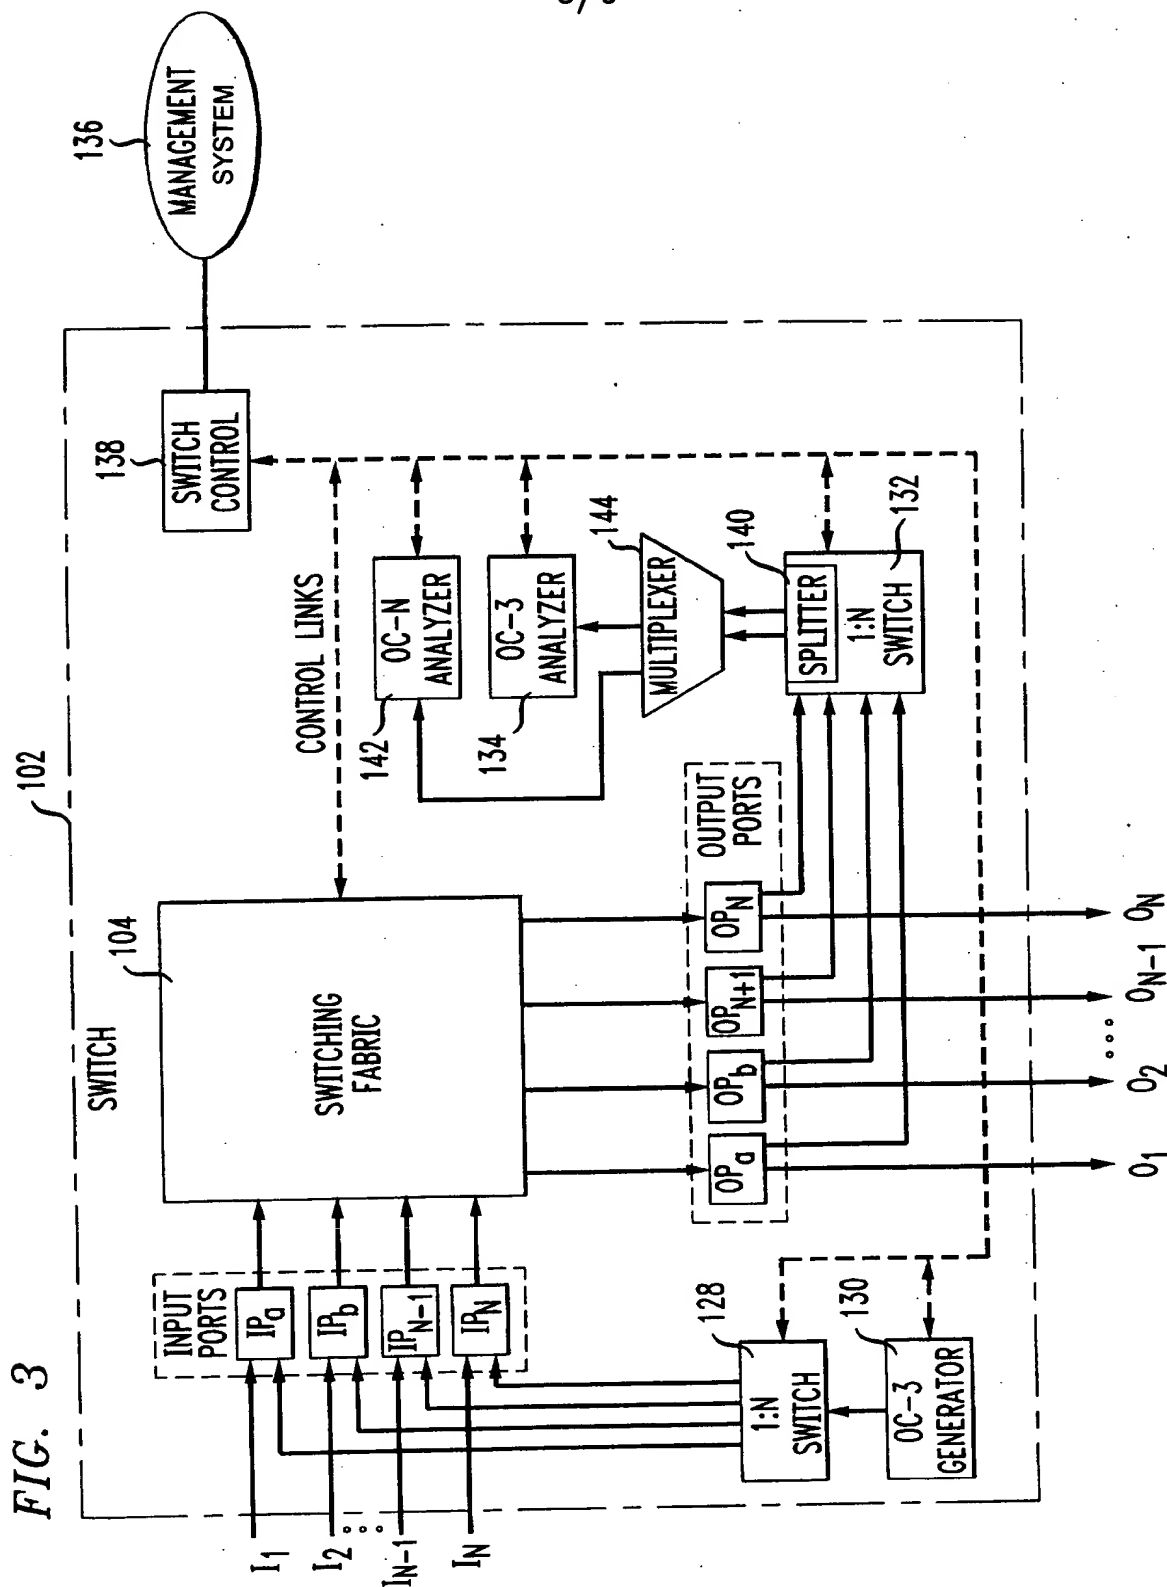 FIG. 3
136
MANAGEMENT
SYSTEM
102
138
SWITCH
CONTROL
SWITCH
104
SWITCHING
FABRIC
CONTROL LINKS
INPUT
PORTS
I1
I2
IN-1
IN
IPa
IPb
IPN-1
IPN
142
OC-N
ANALYZER
134
OC-3
ANALYZER
144
MULTIPLEXER
140
SPLITTER
1:N
SWITCH
132
OUTPUT
PORTS
OPa
OPb
OPN+1
OPN
128
1:N
SWITCH
130
OC-3
GENERATOR
O1
O2
ON-1
ON